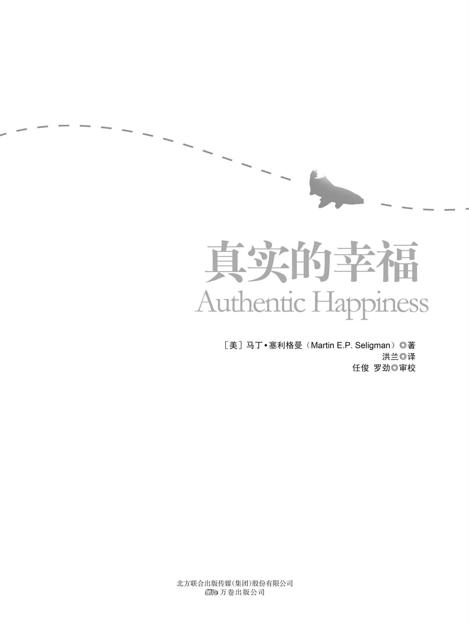 真实的幸福
Authentic Happiness
［美］马丁•塞利格曼（Martin E.P. Seligman）◎著
洪兰◎译
任俊 罗劲◎审校
北方联合出版传媒(集团)股份有限公司
万卷出版公司